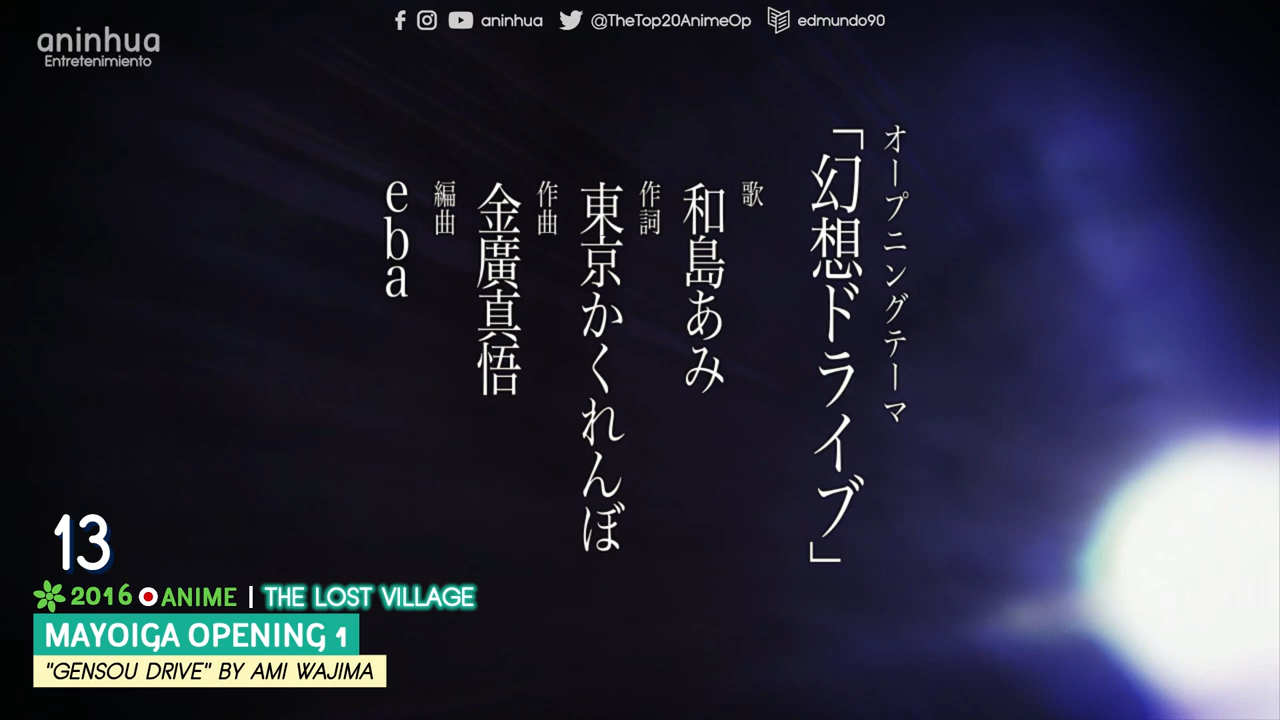 aninhua
Entretenimiento
aninhua
@TheTop20AnimeOp
edmundo90
オープニングテーマ
「幻想ドライブ」
歌
和島あみ
作詞
東京かくれんぼ
作曲
金廣真悟
編曲
eba
13
2016 ANIME | THE LOST VILLAGE
MAYOIGA OPENING 1
"GENSOU DRIVE" BY AMI WAJIMA